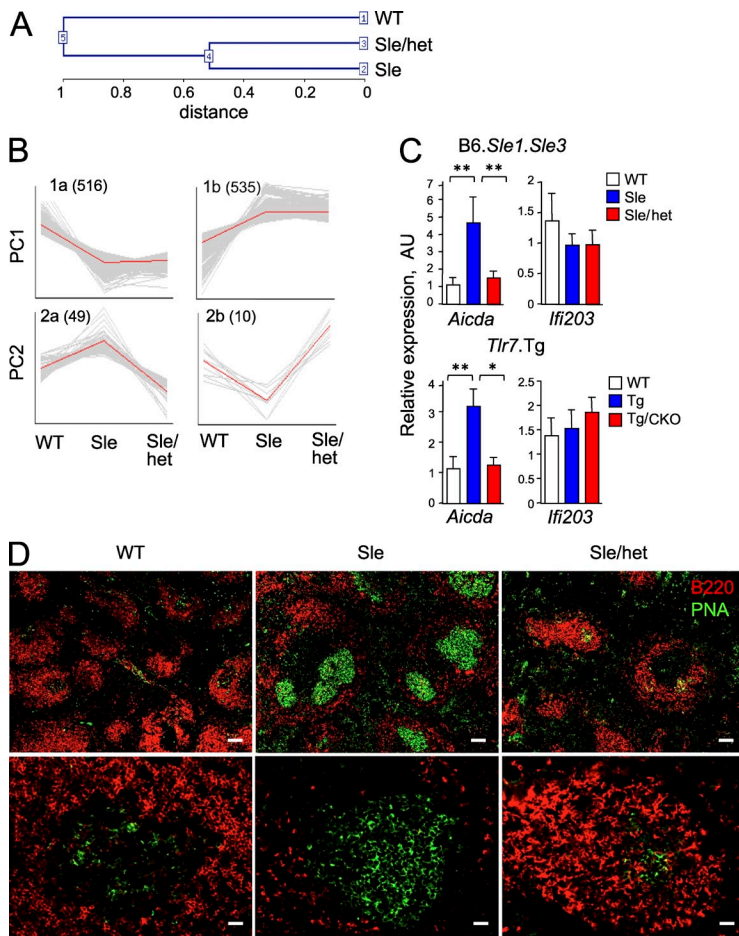 A
1 WT
3 Sle/het
5
4
2 Sle
1 0.8 0.6 0.4 0.2 0
distance
B
1a (516)
1b (535)
PC1
2a (49)
2b (10)
PC2
WT Sle Sle/
het
WT Sle Sle/
het
C
B6.Sle1.Sle3
** **
WT
Sle
Sle/het
7
6
5
4
3
2
1
0
2
1.5
1
0.5
0
Aicda
Ifi203
Relative expression, AU
Tlr7.Tg
** *
WT
Tg
Tg/CKO
4
3
2
1
0
2.5
2
1.5
1
0.5
0
Aicda
Ifi203
D
WT Sle Sle/het
B220
PNA